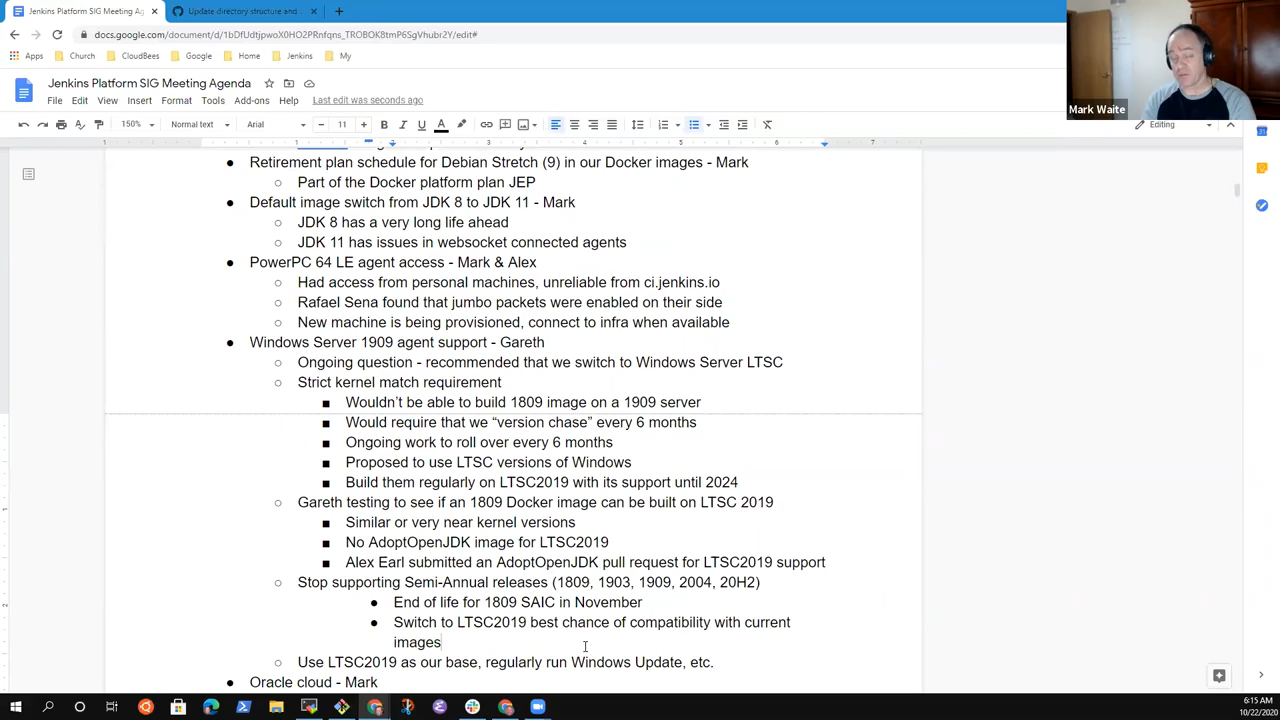 Jenkins Platform SIG Meeting Ag
Update directory structure and
docs.google.com/document/d/1bDfUdtjpwoX0HO2PRnfqns_TROBOK8tmP6SgVhubr2Y/edit#
Apps
Church
CloudBees
Google
Home
Jenkins
My
Mark Waite
Jenkins Platform SIG Meeting Agenda
File Edit View Insert Format Tools Add-ons Help Last edit was seconds ago
150% Normal text Arial 11 Editing
1 1 2 3 4 5 6 7
• Retirement plan schedule for Debian Stretch (9) in our Docker images - Mark
○ Part of the Docker platform plan JEP
• Default image switch from JDK 8 to JDK 11 - Mark
○ JDK 8 has a very long life ahead
○ JDK 11 has issues in websocket connected agents
• PowerPC 64 LE agent access - Mark & Alex
○ Had access from personal machines, unreliable from ci.jenkins.io
○ Rafael Sena found that jumbo packets were enabled on their side
○ New machine is being provisioned, connect to infra when available
• Windows Server 1909 agent support - Gareth
○ Ongoing question - recommended that we switch to Windows Server LTSC
○ Strict kernel match requirement
■ Wouldn't be able to build 1809 image on a 1909 server
■ Would require that we “version chase” every 6 months
■ Ongoing work to roll over every 6 months
■ Proposed to use LTSC versions of Windows
■ Build them regularly on LTSC2019 with its support until 2024
○ Gareth testing to see if an 1809 Docker image can be built on LTSC 2019
■ Similar or very near kernel versions
■ No AdoptOpenJDK image for LTSC2019
■ Alex Earl submitted an AdoptOpenJDK pull request for LTSC2019 support
○ Stop supporting Semi-Annual releases (1809, 1903, 1909, 2004, 20H2)
• End of life for 1809 SAIC in November
• Switch to LTSC2019 best chance of compatibility with current
images
○ Use LTSC2019 as our base, regularly run Windows Update, etc.
• Oracle cloud - Mark
6:15 AM
10/22/2020